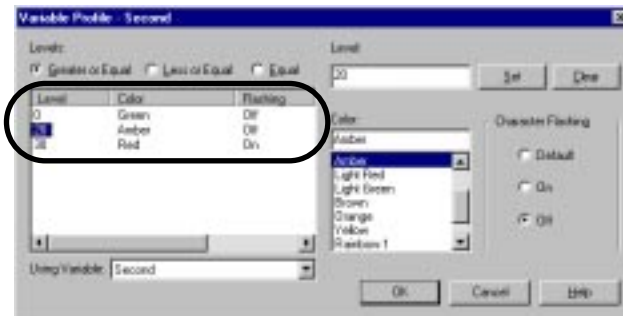 Variable Profile - Second
Levels:
Greater or Equal Less or Equal Equal
Level Color Flashing
0 Green Off
20 Amber Off
30 Red On
Using Variable: Second
Level:
20
Set Clear
Color:
Amber
Amber
Light Red
Light Green
Brown
Orange
Yellow
Rainbow 1
Character Flashing
Default
On
Off
OK Cancel Help